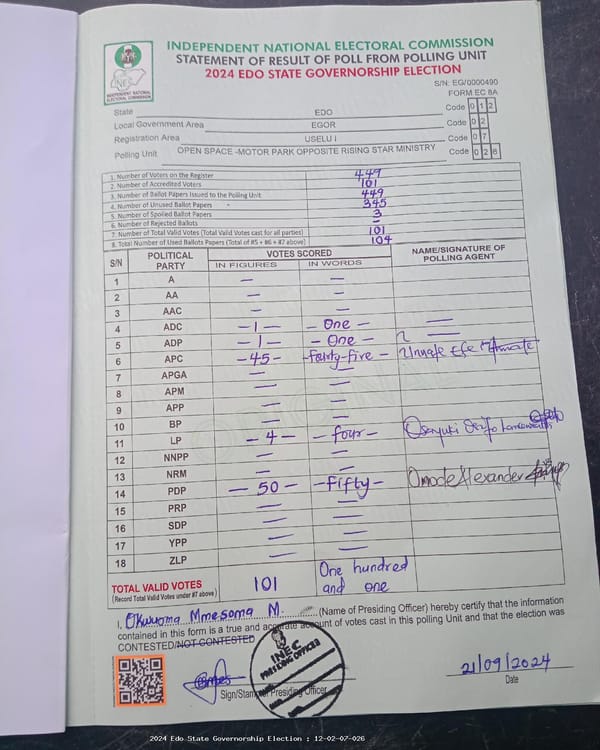 INDEPENDENT NATIONAL ELECTORAL COMMISSION
STATEMENT OF RESULT OF POLL FROM POLLING UNIT
2024 EDO STATE GOVERNORSHIP ELECTION
INEC
INDEPENDENT NATIONAL ELECTORAL COMMISSION
S/N: EG/0000490
FORM EC 8A
State EDO Code 0 1 2
Local Government Area EGOR Code 0 2
Registration Area USELU I Code 0 7
Polling Unit OPEN SPACE -MOTOR PARK OPPOSITE RISING STAR MINISTRY Code 0 2 6
1. Number of Voters on the Register 449
2. Number of Accredited Voters 101
3. Number of Ballot Papers Issued to the Polling Unit 449
4. Number of Unused Ballot Papers 345
5. Number of Spoiled Ballot Papers 3
6. Number of Rejected Ballots –
7. Number of Total Valid Votes (Total Valid Votes cast for all parties) 101
8. Total Number of Used Ballots Papers (Total of #5 + #6 + #7 above) 104
S/N POLITICAL PARTY VOTES SCORED NAME/SIGNATURE OF POLLING AGENT
IN FIGURES IN WORDS
1 A — —
2 AA — —
3 AAC — —
4 ADC –1– – One – —
5 ADP –1– – One – —
6 APC –45– –Fourty-five –
7 APGA — —
8 APM — —
9 APP — —
10 BP — —
11 LP –4– –four–
12 NNPP — —
13 NRM — —
14 PDP – 50 – –Fifty– Omode Alexander
15 PRP — —
16 SDP — —
17 YPP — —
18 ZLP — —
TOTAL VALID VOTES 101 One hundred and one
(Record Total Valid Votes under #7 above)
I, Okwuoma Mmesoma M. (Name of Presiding Officer) hereby certify that the information
contained in this form is a true and accurate account of votes cast in this polling Unit and that the election was
CONTESTED/NOT CONTESTED
INEC
PRESIDING OFFICER
Sign/Stamp Presiding Officer
21/09/2024
Date
2024 Edo State Governorship Election : 12-02-07-026